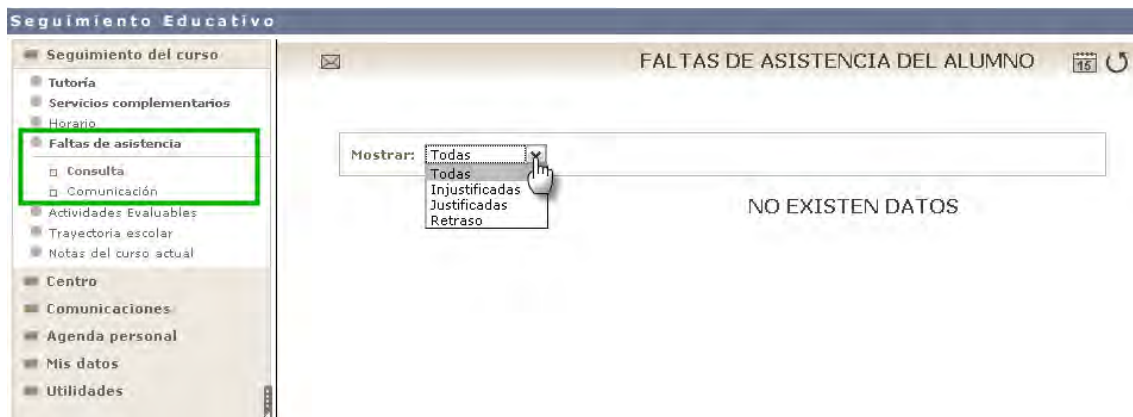 Seguimiento Educativo
Seguimiento del curso
Tutoría
Servicios complementarios
Horario
Faltas de asistencia
Consulta
Comunicación
Actividades Evaluables
Trayectoria escolar
Notas del curso actual
Centro
Comunicaciones
Agenda personal
Mis datos
Utilidades
FALTAS DE ASISTENCIA DEL ALUMNO
15
Mostrar: Todas
Todas
Injustificadas
Justificadas
Retraso
NO EXISTEN DATOS